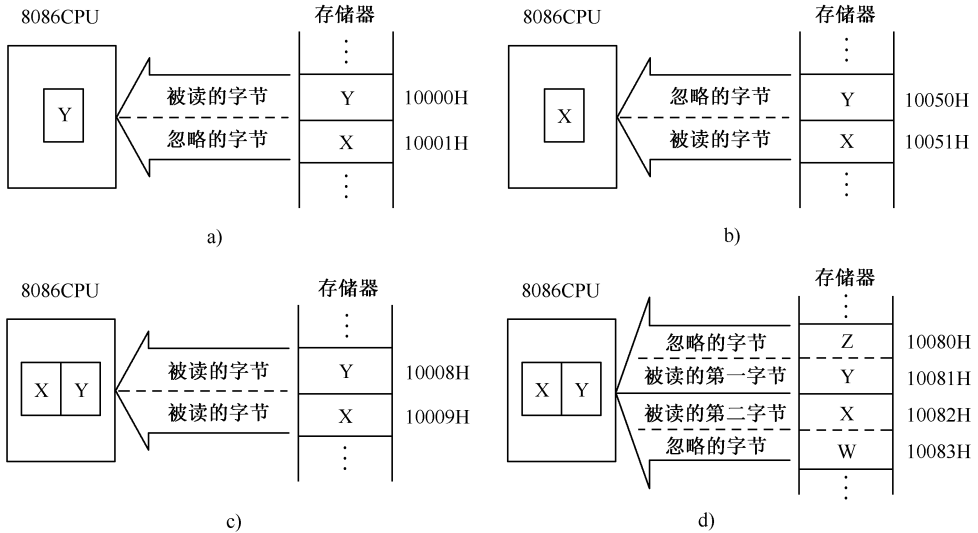 8086CPU
存储器
Y
被读的字节
忽略的字节
Y
10000H
X
10001H
a)
8086CPU
存储器
X
忽略的字节
被读的字节
Y
10050H
X
10051H
b)
8086CPU
存储器
X Y
被读的字节
被读的字节
Y
10008H
X
10009H
c)
8086CPU
存储器
X Y
忽略的字节
被读的第一字节
被读的第二字节
忽略的字节
Z
10080H
Y
10081H
X
10082H
W
10083H
d)